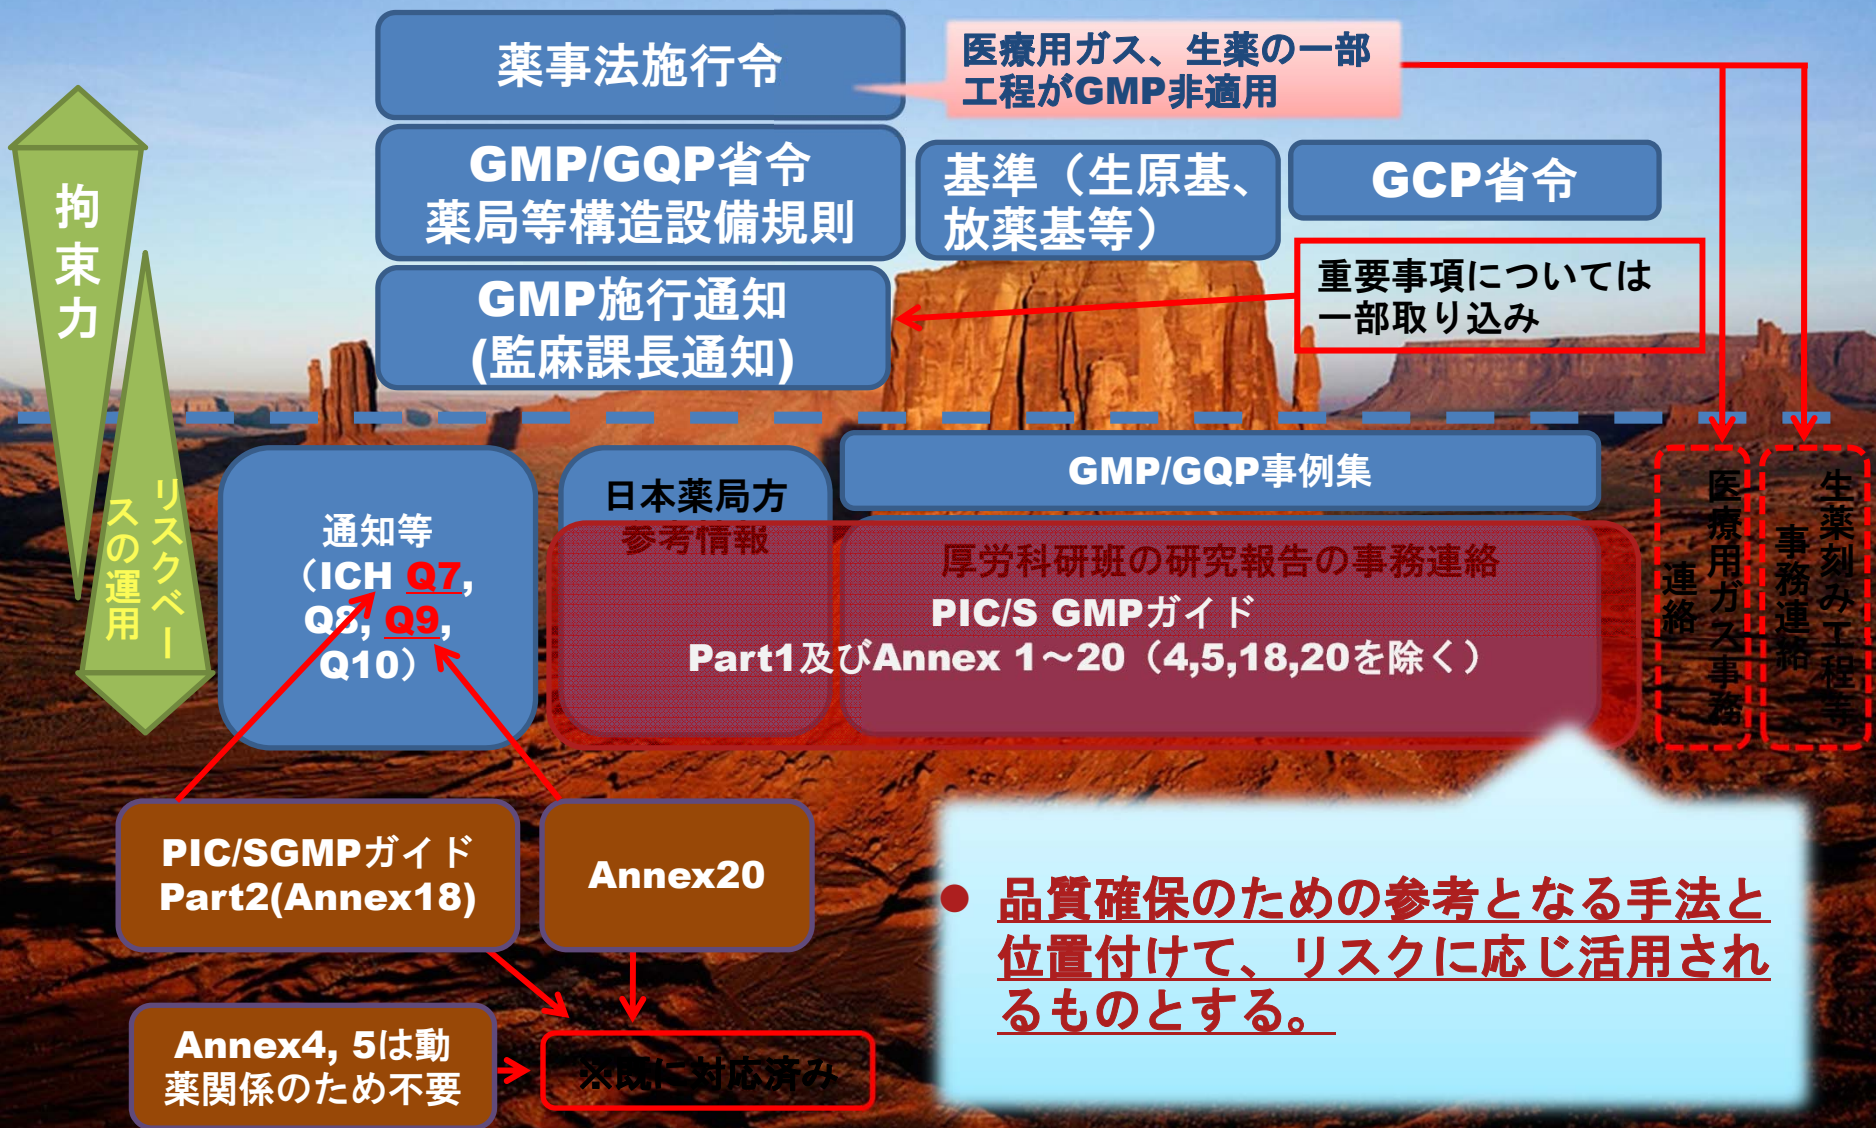 薬事法施行令
医療用ガス、生薬の一部
工程がGMP非適用
GMP/GQP省令
薬局等構造設備規則
基準（生原基、
放薬基等）
GCP省令
拘束力
GMP施行通知
(監麻課長通知)
重要事項については
一部取り込み
リスクベー
スの運用
通知等
（ICH Q7,
Q8, Q9,
Q10）
日本薬局方
参考情報
GMP/GQP事例集
厚労科研班の研究報告の事務連絡
PIC/S GMPガイド
Part1及びAnnex 1～20（4,5,18,20を除く）
医療用ガス事務
連絡
生薬刻み工程等
事務連絡
PIC/SGMPガイド
Part2(Annex18)
Annex20
Annex4, 5は動
薬関係のため不要
※既に対応済み
● 品質確保のための参考となる手法と
位置付けて、リスクに応じ活用され
るものとする。